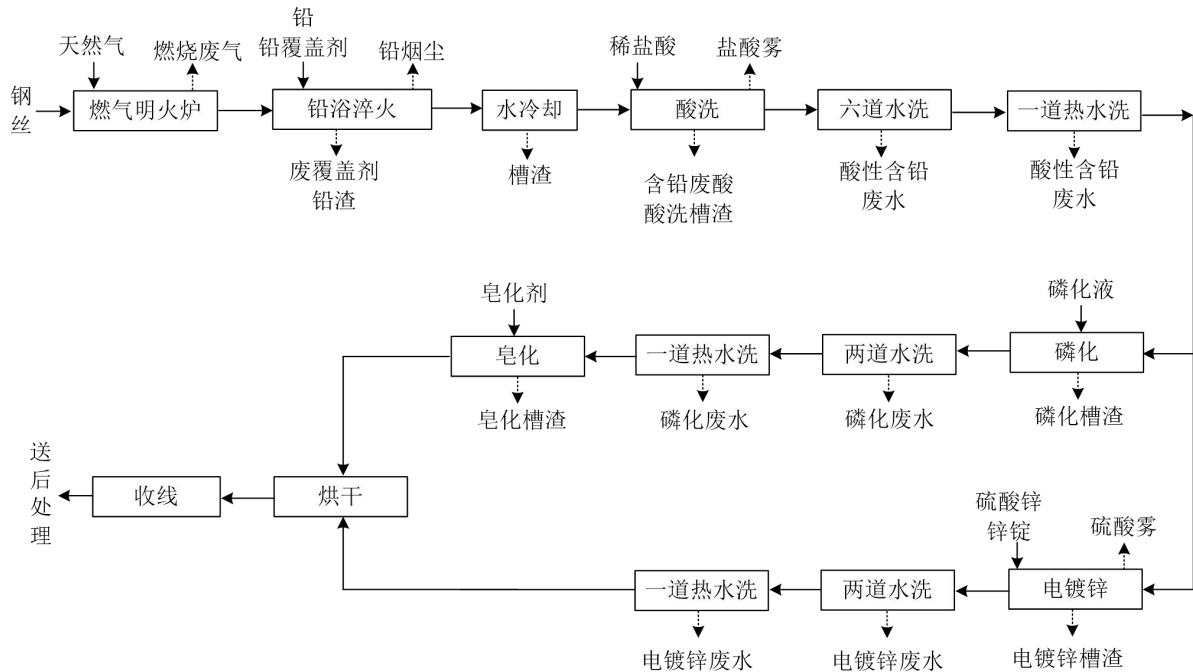 天然气
燃烧废气
铅
铅覆盖剂
铅烟尘
稀盐酸
盐酸雾
钢丝
燃气明火炉
铅浴淬火
水冷却
酸洗
六道水洗
一道热水洗
废覆盖剂
铅渣
槽渣
含铅废酸
酸洗槽渣
酸性含铅
废水
酸性含铅
废水
皂化剂
磷化液
皂化
一道热水洗
两道水洗
磷化
皂化槽渣
磷化废水
磷化废水
磷化槽渣
送后处理
收线
烘干
硫酸锌
锌锭
硫酸雾
一道热水洗
两道水洗
电镀锌
电镀锌废水
电镀锌废水
电镀锌槽渣